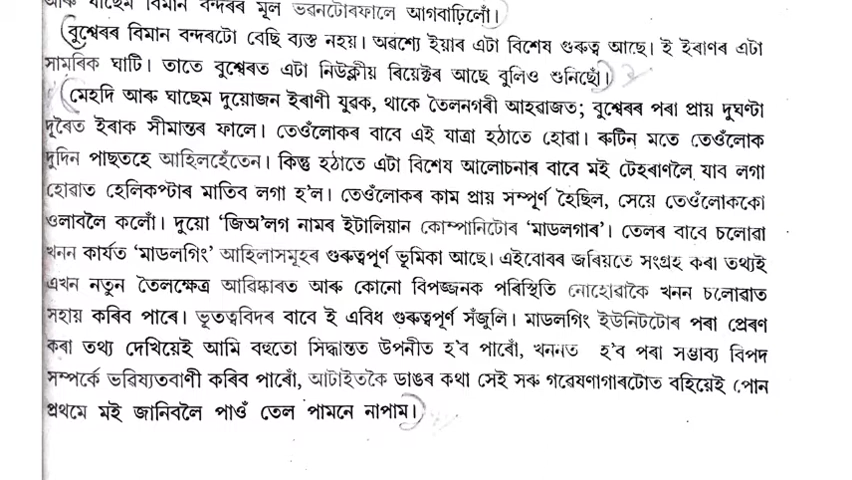 আৰু ঘাছেম বিমান বন্দৰৰ মূল ভৱনটোৰফালে আগবাঢ়িলোঁ।
বুশ্বেৰৰ বিমান বন্দৰটো বেছি ব্যস্ত নহয়। অৱশ্যে ইয়াৰ এটা বিশেষ গুৰুত্ব আছে। ই ইৰাণৰ এটা
সামৰিক ঘাটি। তাতে বুশ্বেৰত এটা নিউক্লীয় ৰিয়েক্টৰ আছে বুলিও শুনিছোঁ।
মেহদি আৰু ঘাছেম দুয়োজন ইৰাণী যুৱক, থাকে তৈলনগৰী আহৱাজত; বুশ্বেৰৰ পৰা প্ৰায় দুঘণ্টা
দূৰৈত ইৰাক সীমান্তৰ ফালে। তেওঁলোকৰ বাবে এই যাত্ৰা হঠাতে হোৱা। ৰুটিন মতে তেওঁলোক
দুদিন পাছতহে আহিলহেঁতেন। কিন্তু হঠাতে এটা বিশেষ আলোচনাৰ বাবে মই টেহৰাণলৈ যাব লগা
হোৱাত হেলিকপ্টাৰ মাতিব লগা হ'ল। তেওঁলোকৰ কাম প্ৰায় সম্পূৰ্ণ হৈছিল, সেয়ে তেওঁলোককো
ওলাবলৈ কলোঁ। দুয়ো ‘জিঅ’লগ নামৰ ইটালিয়ান কোম্পানিটোৰ ‘মাডলগাৰ’। তেলৰ বাবে চলোৱা
খনন কাৰ্যত ‘মাডলগিং’ আহিলাসমূহৰ গুৰুত্বপূৰ্ণ ভূমিকা আছে। এইবোৰৰ জৰিয়তে সংগ্ৰহ কৰা তথ্যই
এখন নতুন তৈলক্ষেত্ৰ আৱিষ্কাৰত আৰু কোনো বিপজ্জনক পৰিস্থিতি নোহোৱাকৈ খনন চলোৱাত
সহায় কৰিব পাৰে। ভূতত্ববিদৰ বাবে ই এবিধ গুৰুত্বপূৰ্ণ সঁজুলি। মাডলগিং ইউনিটটোৰ পৰা প্ৰেৰণ
কৰা তথ্য দেখিয়েই আমি বহুতো সিদ্ধান্তত উপনীত হ'ব পাৰোঁ, খননত হ'ব পৰা সম্ভাব্য বিপদ
সম্পৰ্কে ভৱিষ্যতবাণী কৰিব পাৰোঁ, আটাইতকৈ ডাঙৰ কথা সেই সৰু গৱেষণাগাৰটোত বহিয়েই পোন
প্ৰথমে মই জানিবলৈ পাওঁ তেল পামনে নাপাম।